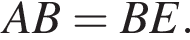 AB = BE.